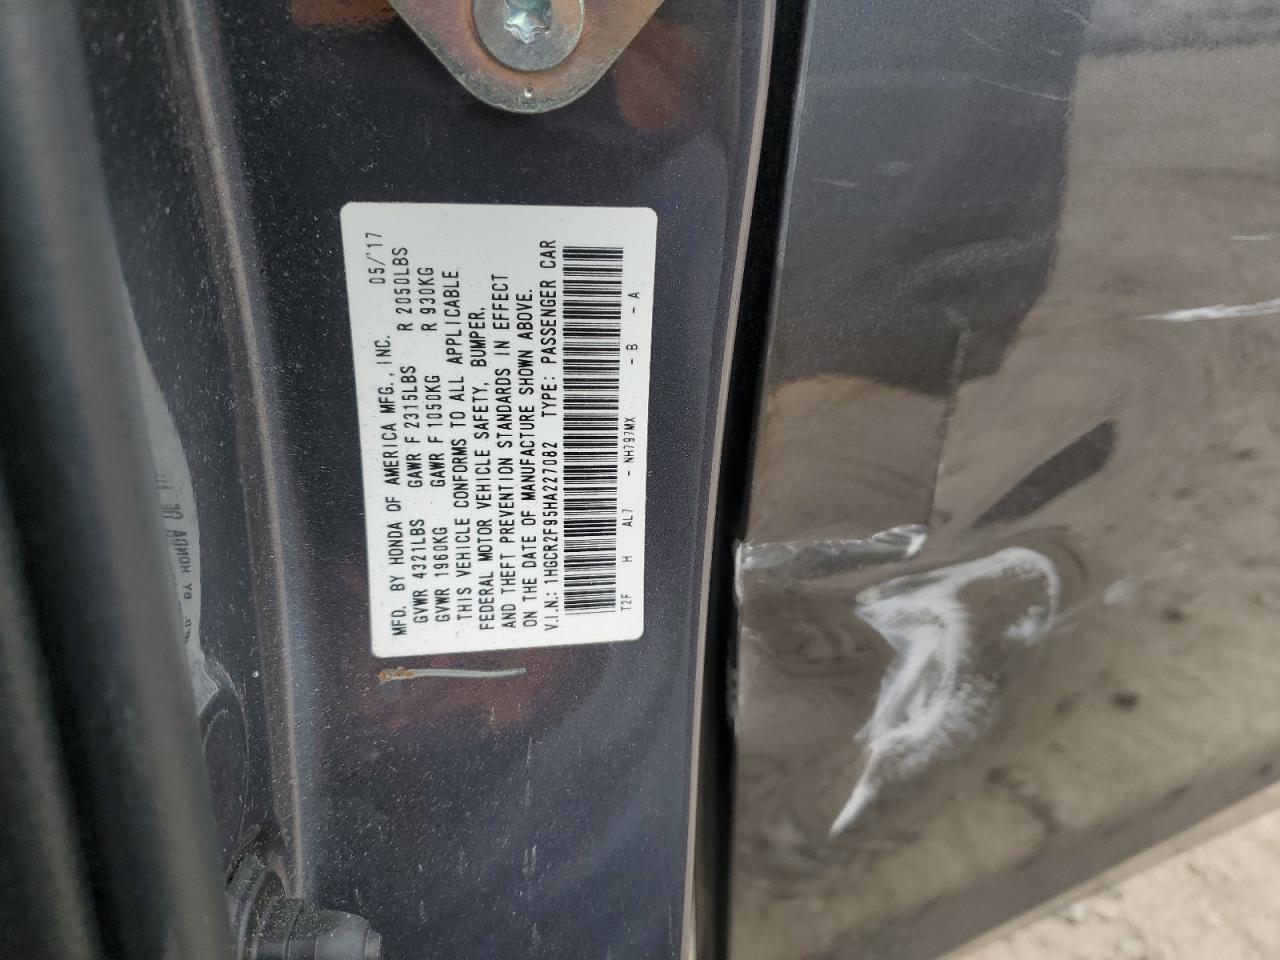 MFD. BY HONDA OF AMERICA MFG., INC. 05/'17
GVWR 4321LBS GAWR F 2315LBS R 2050LBS
GVWR 1960KG GAWR F 1050KG R 930KG
THIS VEHICLE CONFORMS TO ALL APPLICABLE
FEDERAL MOTOR VEHICLE SAFETY, BUMPER,
AND THEFT PREVENTION STANDARDS IN EFFECT
ON THE DATE OF MANUFACTURE SHOWN ABOVE.
V.I.N.: 1HGCR2F95HA227082 TYPE: PASSENGER CAR
T2F H AL7 - NH797MX - B - A